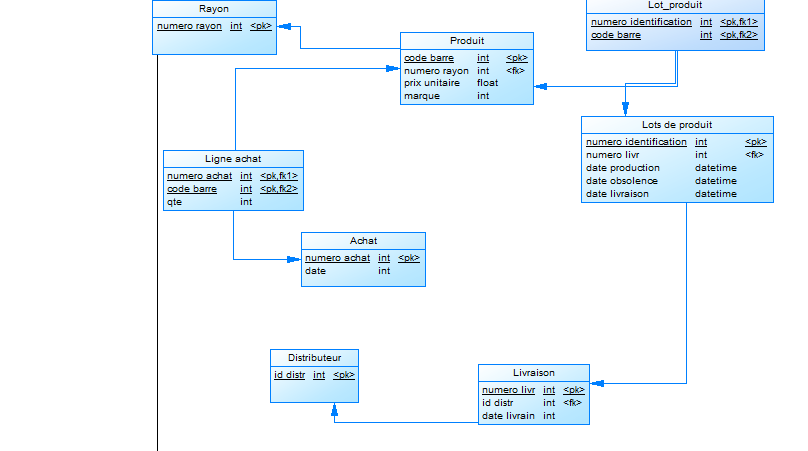 Rayon
numero rayon int <pk>
Lot_produit
numero identification int <pk,fk1>
code barre int <pk,fk2>
Produit
code barre int <pk>
numero rayon int <fk>
prix unitaire float
marque int
Lots de produit
numero identification int <pk>
numero livr int <fk>
date production datetime
date obsolence datetime
date livraison datetime
Ligne achat
numero achat int <pk,fk1>
code barre int <pk,fk2>
qte int
Achat
numero achat int <pk>
date int
Distributeur
id distr int <pk>
Livraison
numero livr int <pk>
id distr int <fk>
date livrain int